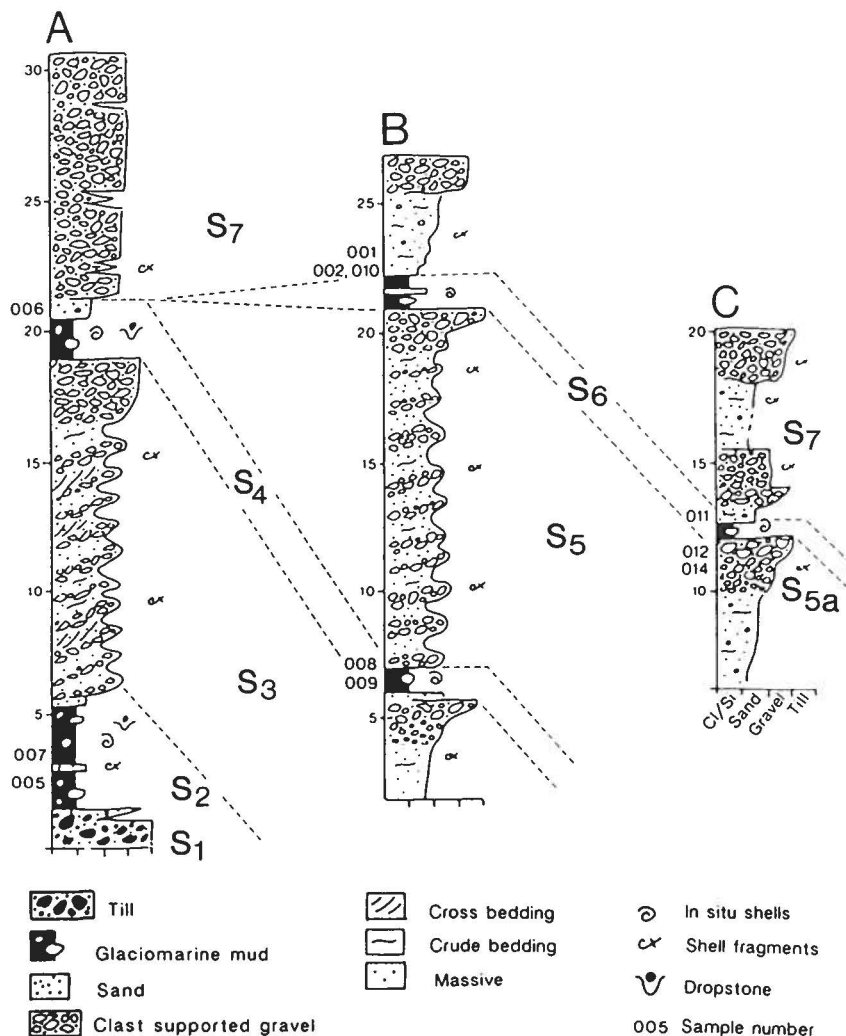 A
30
25
006
20
15
10
5
007
005
S7
S4
S3
S2
S1
B
25
001
002, 010
20
15
10
008
009
5
S6
S5
C
20
15
011
012
014
10
S7
S5a
Cl/Si
Sand
Gravel
Till
Till
Glaciomarine mud
Sand
Clast supported gravel
Cross bedding
Crude bedding
Massive
In situ shells
Shell fragments
Dropstone
005 Sample number